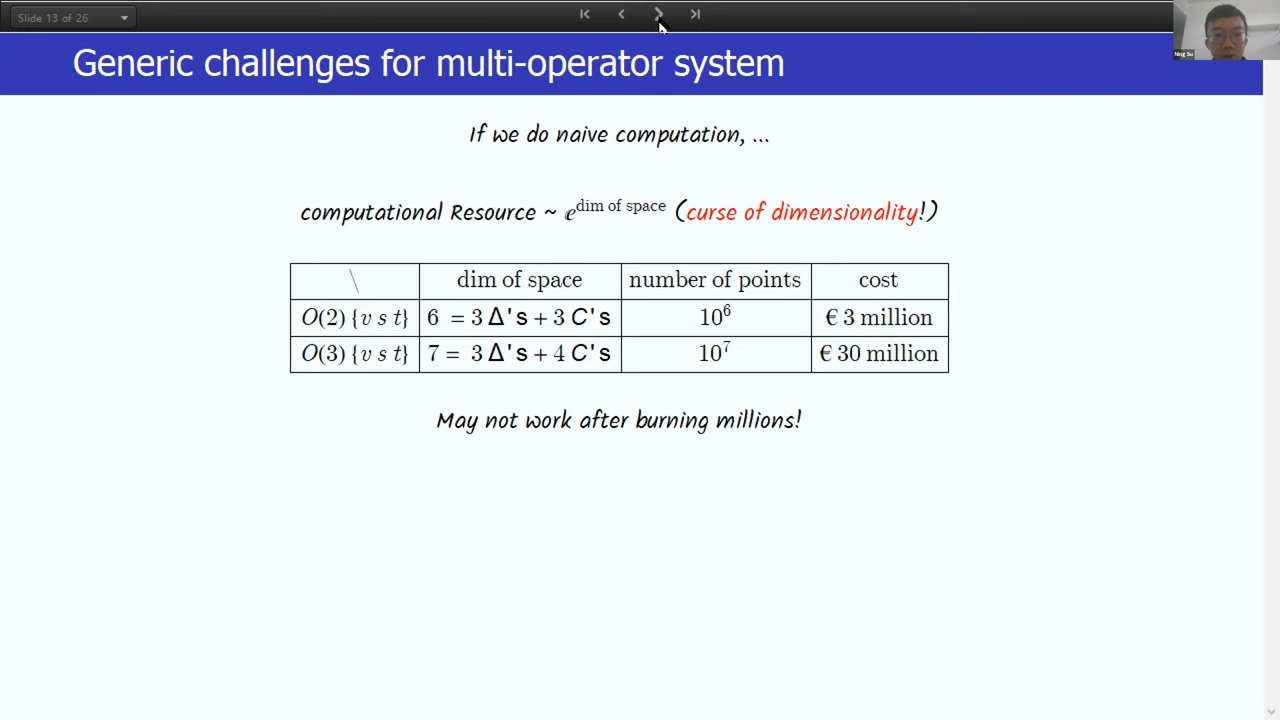 Slide 13 of 26
Ning Su
Generic challenges for multi-operator system
If we do naive computation, ...
computational Resource ~ e^dim of space (curse of dimensionality!)
\ dim of space number of points cost
O(2) {v s t} 6 = 3 Δ's + 3 C's 10^6 € 3 million
O(3) {v s t} 7 = 3 Δ's + 4 C's 10^7 € 30 million
May not work after burning millions!